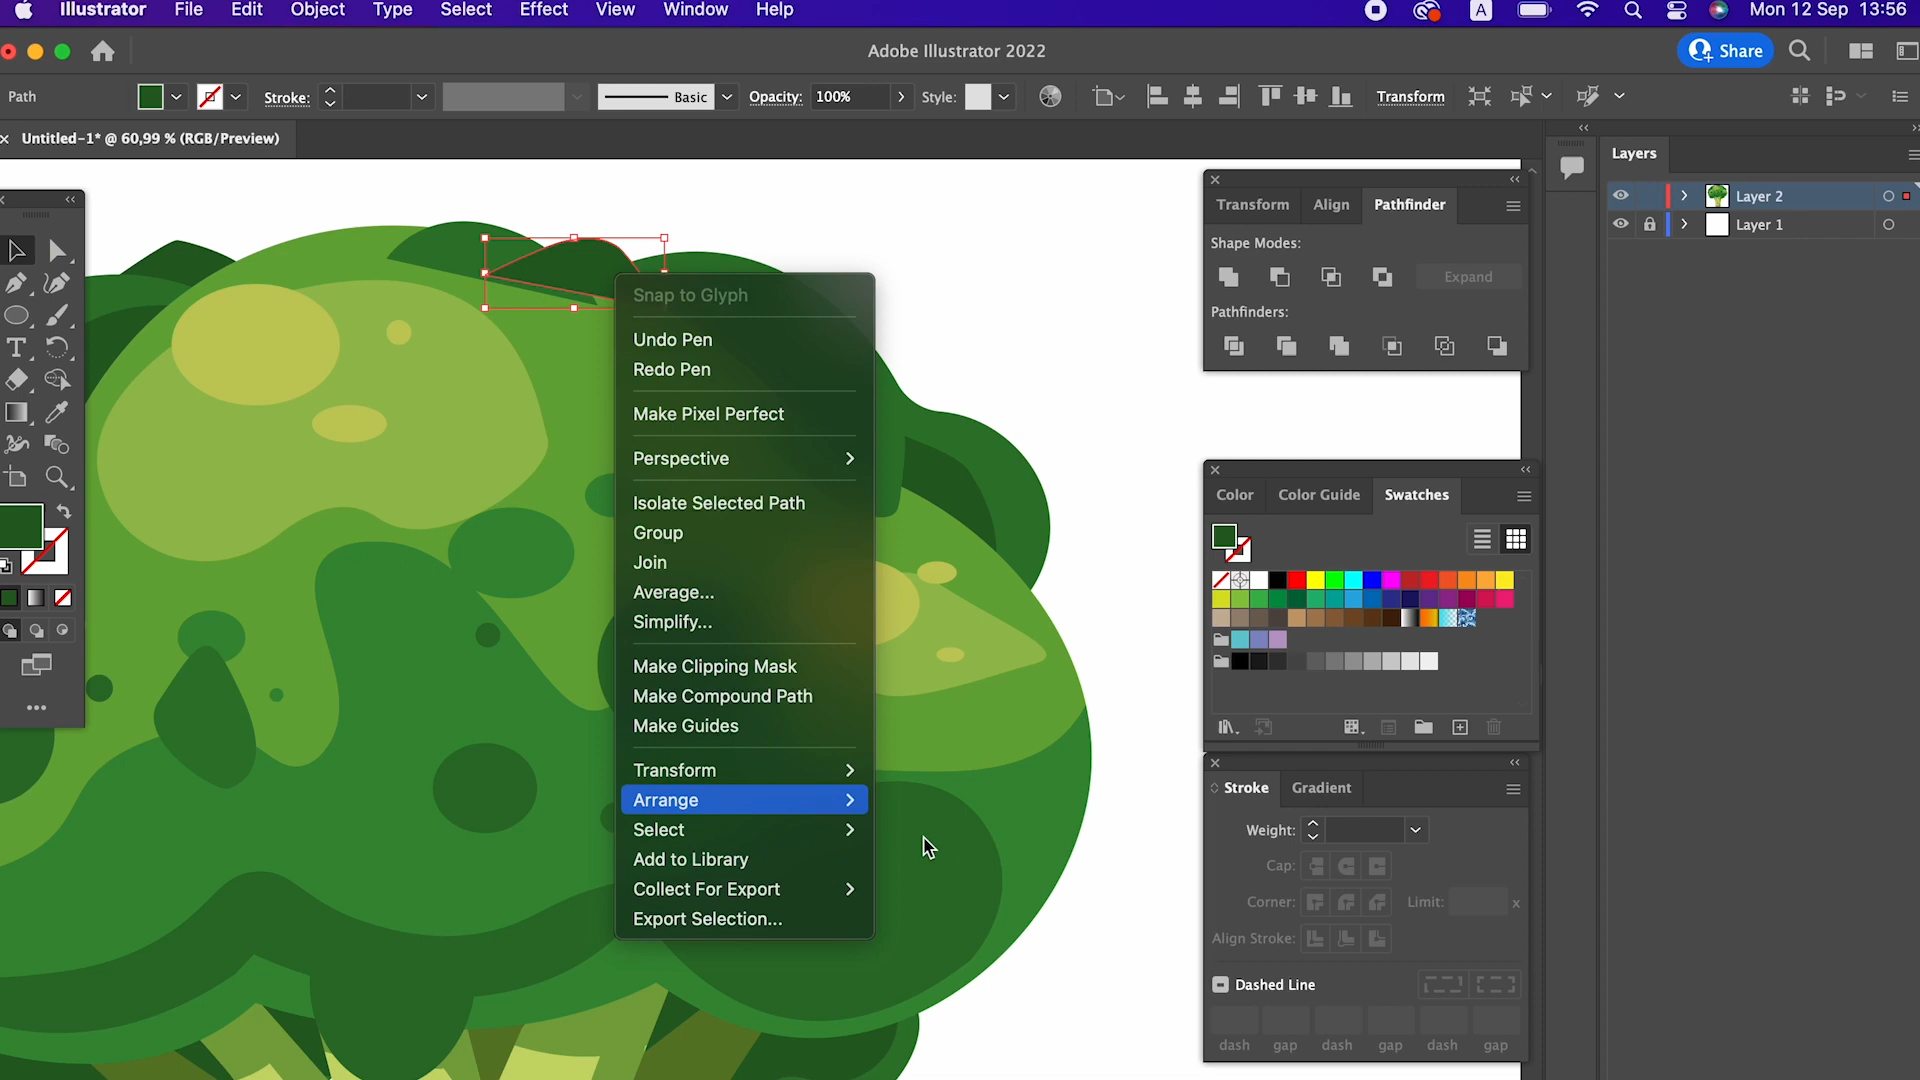 Illustrator File Edit Object Type Select Effect View Window Help A Mon 12 Sep 13:56
Adobe Illustrator 2022 Share
Path Stroke: Basic Opacity: 100% Style: Transform
Untitled-1* @ 60,99 % (RGB/Preview)
Layers
Layer 2
Layer 1
Transform Align Pathfinder
Shape Modes:
Expand
Pathfinders:
Snap to Glyph
Undo Pen
Redo Pen
Make Pixel Perfect
Perspective
Isolate Selected Path
Group
Join
Average...
Simplify...
Make Clipping Mask
Make Compound Path
Make Guides
Transform
Arrange
Select
Add to Library
Collect For Export
Export Selection...
Color Color Guide Swatches
Stroke Gradient
Weight:
Cap:
Corner: Limit: x
Align Stroke:
Dashed Line
dash gap dash gap dash gap